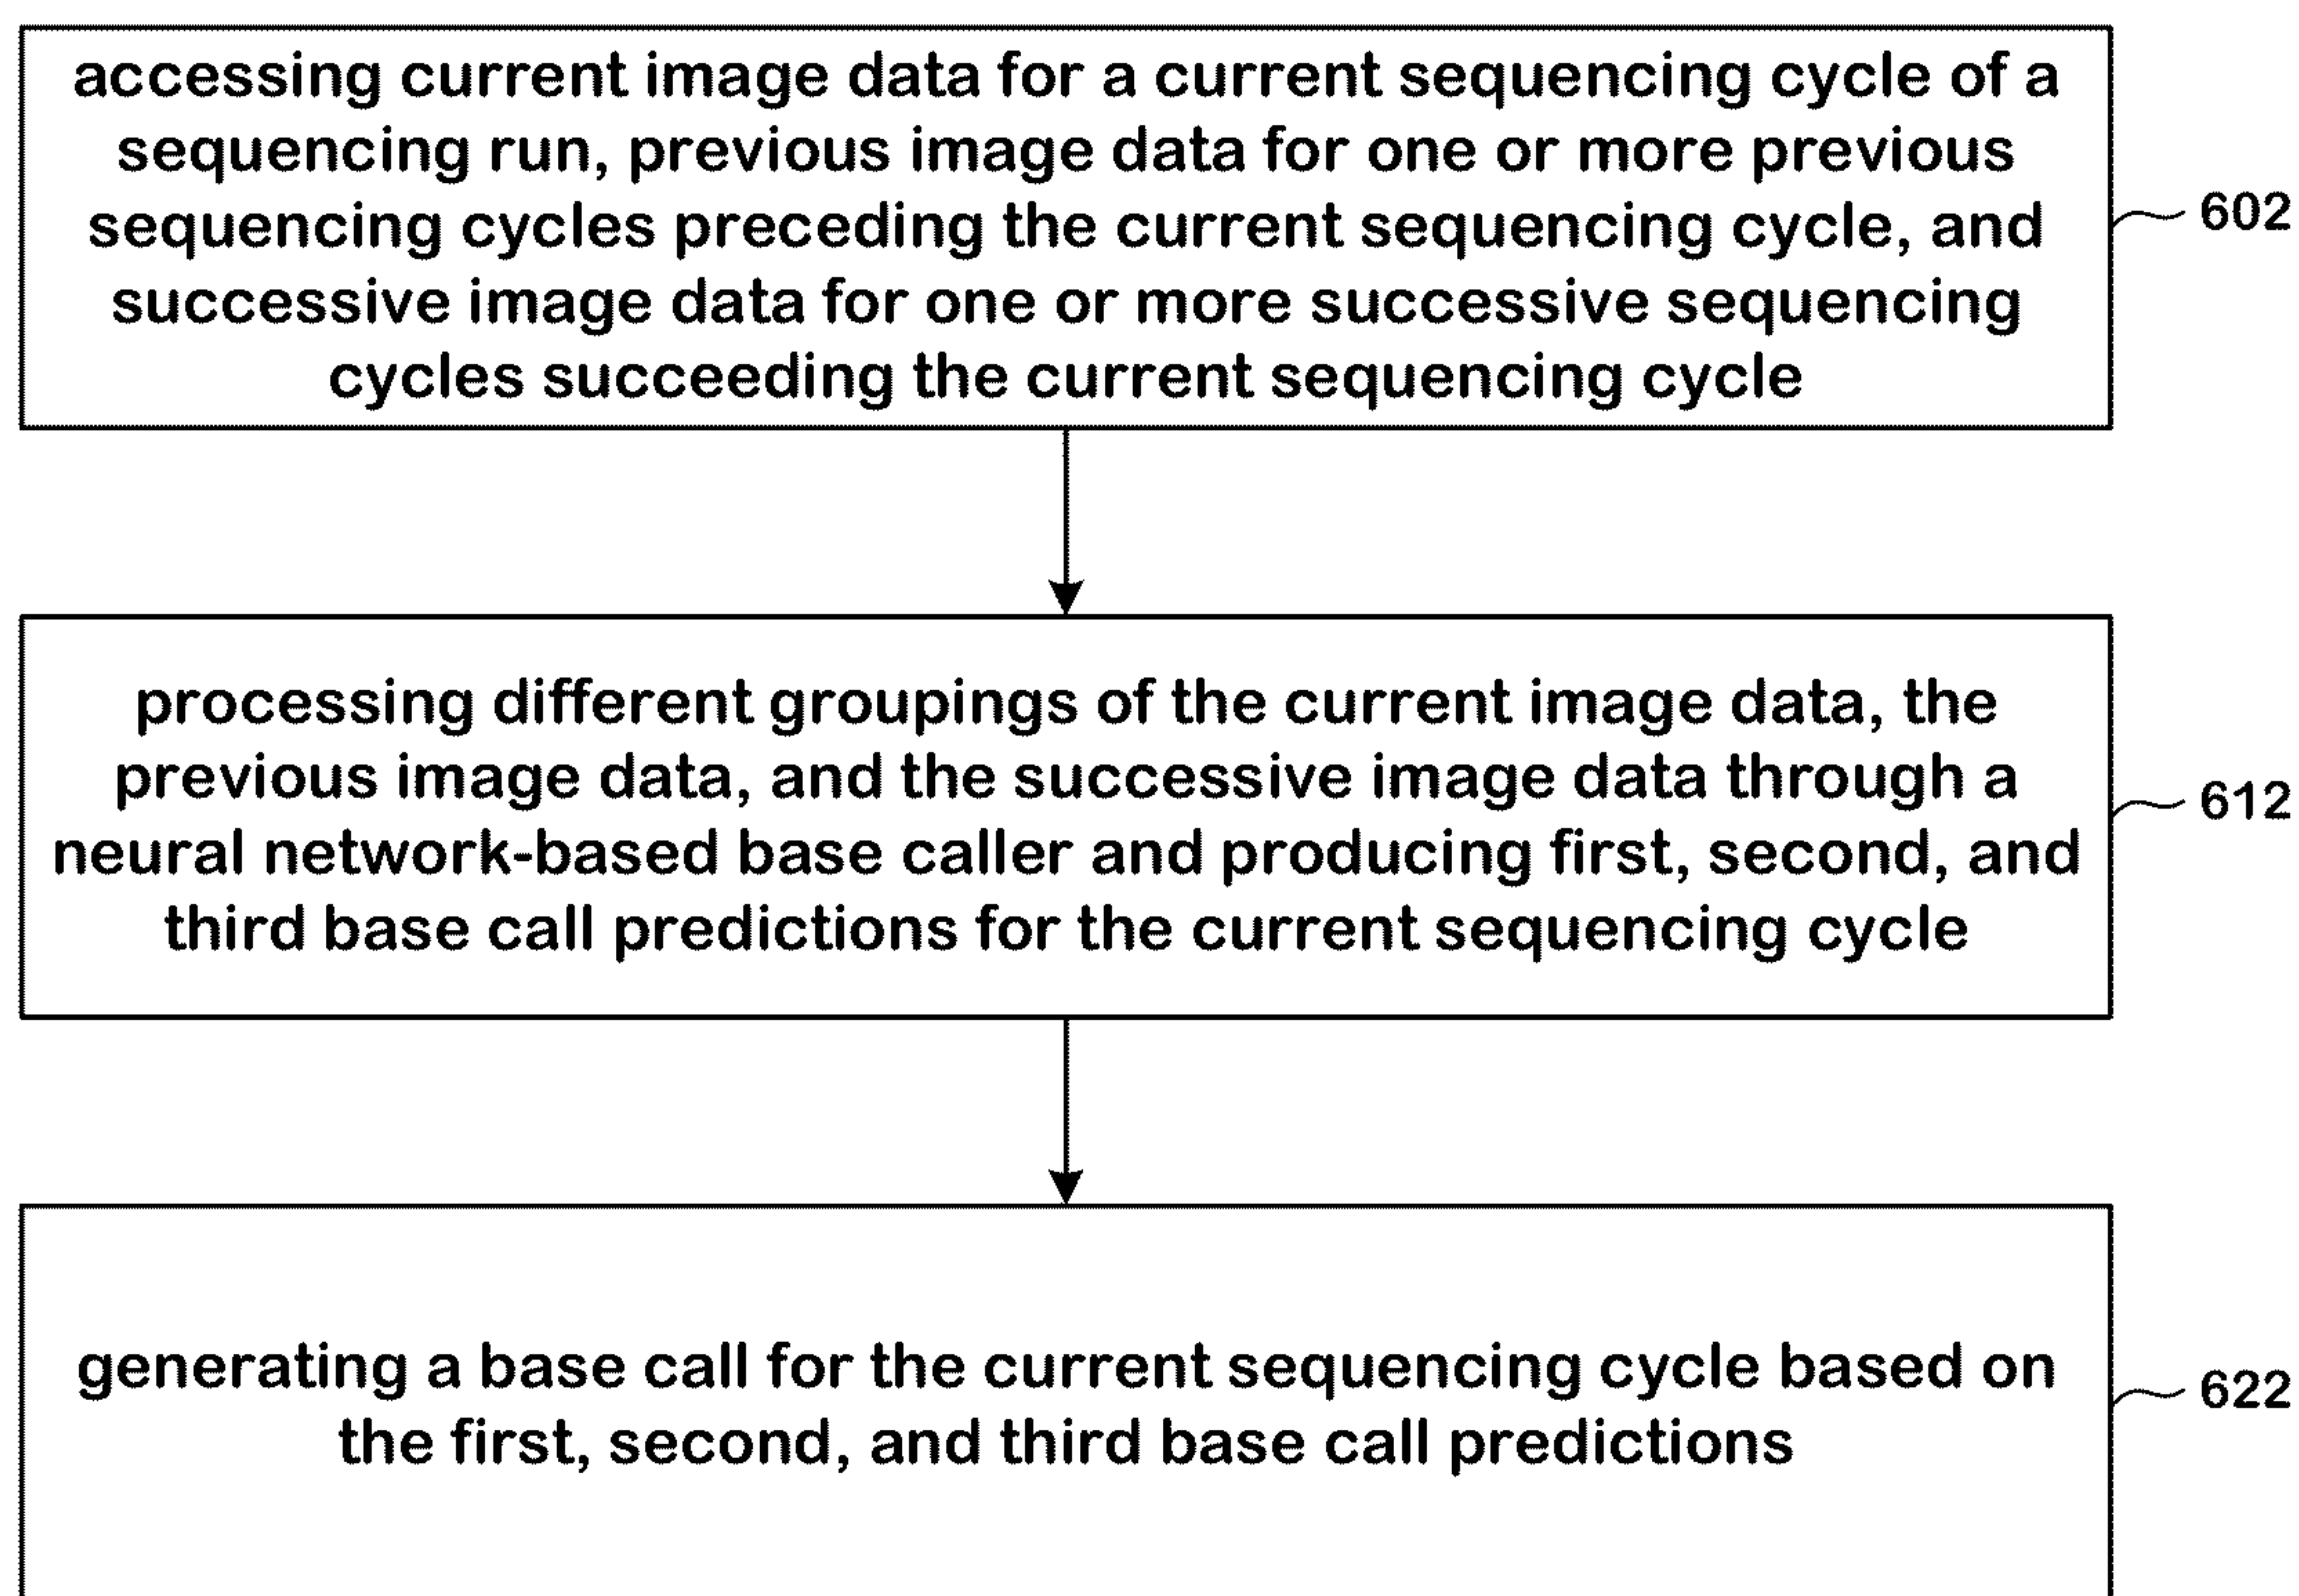 accessing current image data for a current sequencing cycle of a
sequencing run, previous image data for one or more previous
sequencing cycles preceding the current sequencing cycle, and
successive image data for one or more successive sequencing
cycles succeeding the current sequencing cycle
602
processing different groupings of the current image data, the
previous image data, and the successive image data through a
neural network-based base caller and producing first, second, and
third base call predictions for the current sequencing cycle
612
generating a base call for the current sequencing cycle based on
the first, second, and third base call predictions
622